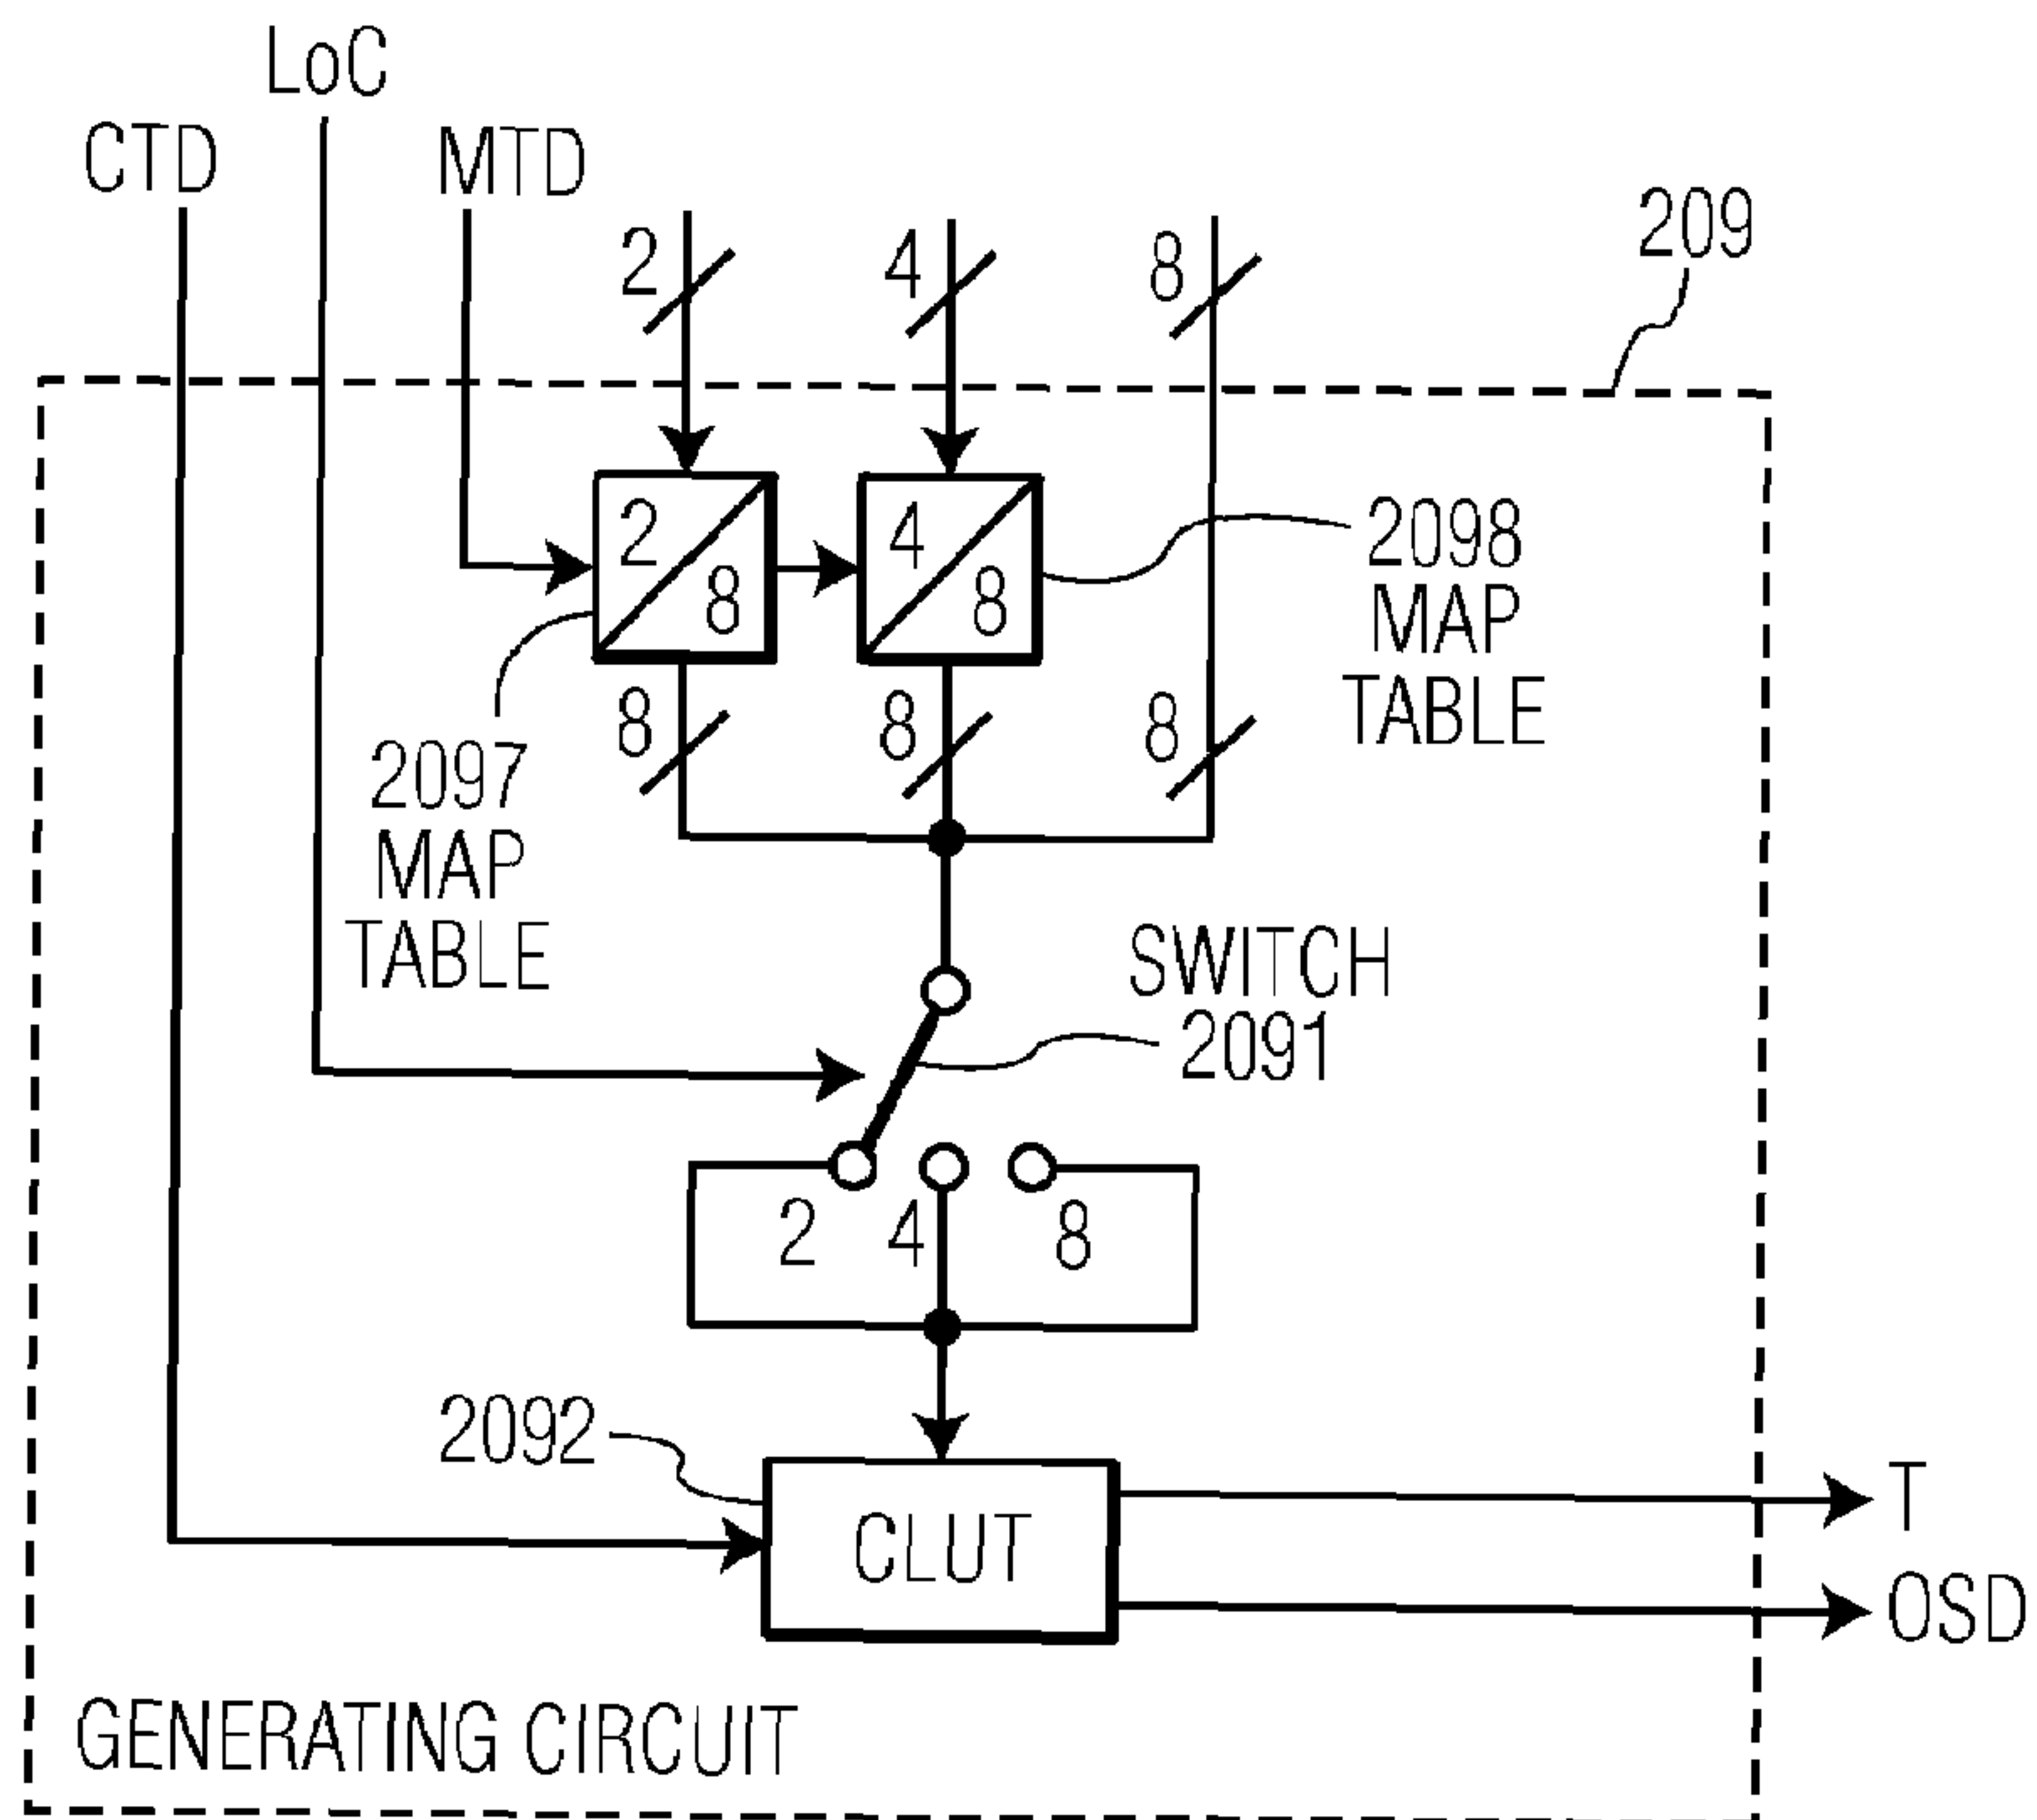 LoC
CTD
MTD
2
4
8
209
2
8
4
8
2098
MAP
TABLE
8
8
8
2097
MAP
TABLE
SWITCH
2091
2
4
8
2092
CLUT
T
OSD
GENERATING CIRCUIT